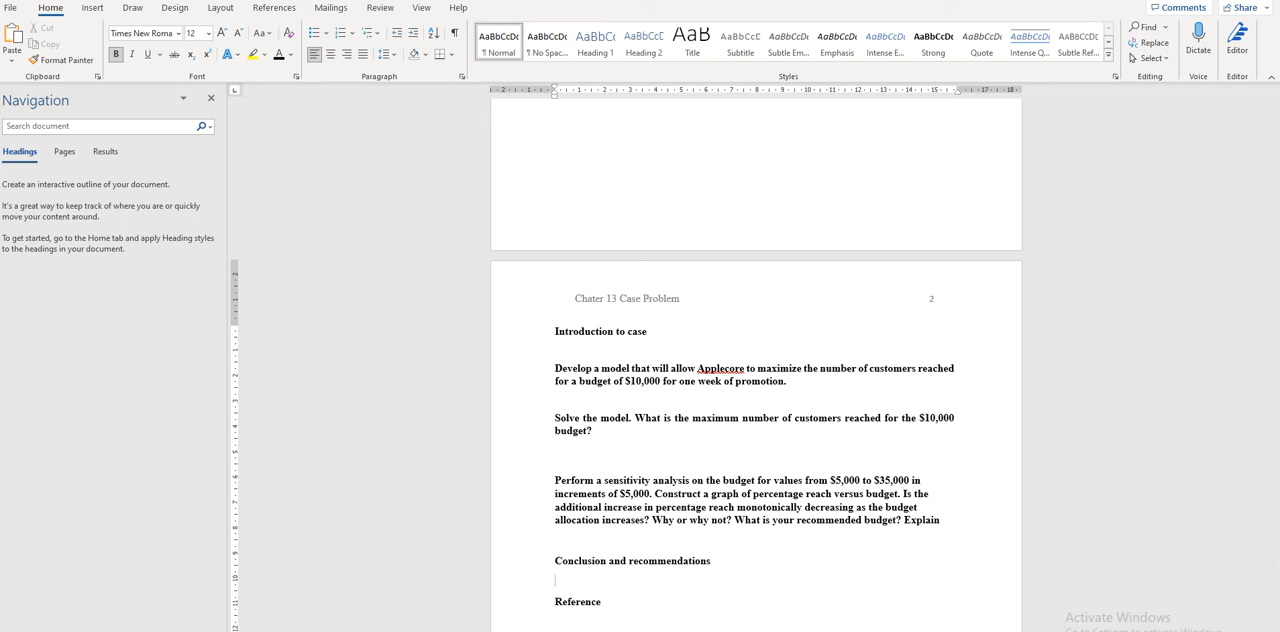 File Home Insert Draw Design Layout References Mailings Review View Help Comments Share
Paste Cut Copy Format Painter
Clipboard
Times New Roma 12
Font
Paragraph
AaBbCcDc AaBbCcDc AaBbCc AaBbCcC AaB AaBbCcC AaBbCcDc AaBbCcDc AaBbCcDc AaBbCcDc AaBbCcDc AaBbCcDc AABBCCDC
¶ Normal ¶ No Spac... Heading 1 Heading 2 Title Subtitle Subtle Em... Emphasis Intense E... Strong Quote Intense Q... Subtle Ref...
Styles
Find
Replace
Select
Editing
Dictate
Voice
Editor
Editor
Navigation
Search document
Headings Pages Results
Create an interactive outline of your document.
It's a great way to keep track of where you are or quickly
move your content around.
To get started, go to the Home tab and apply Heading styles
to the headings in your document.
Chater 13 Case Problem 2
Introduction to case
Develop a model that will allow Applecore to maximize the number of customers reached
for a budget of $10,000 for one week of promotion.
Solve the model. What is the maximum number of customers reached for the $10,000
budget?
Perform a sensitivity analysis on the budget for values from $5,000 to $35,000 in
increments of $5,000. Construct a graph of percentage reach versus budget. Is the
additional increase in percentage reach monotonically decreasing as the budget
allocation increases? Why or why not? What is your recommended budget? Explain
Conclusion and recommendations
Reference
Activate Windows